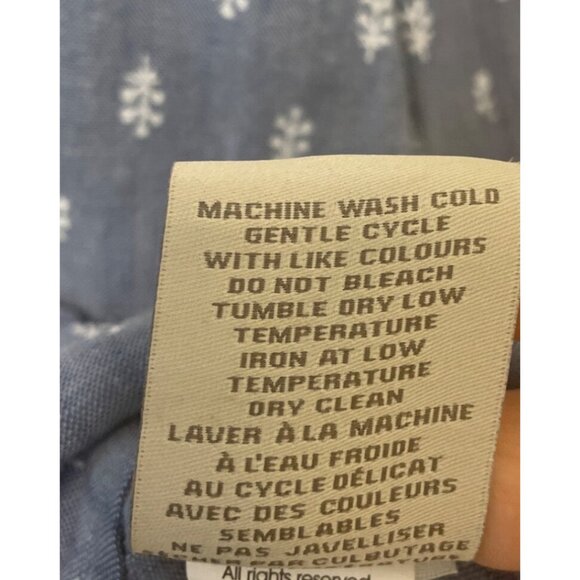 MACHINE WASH COLD
GENTLE CYCLE
WITH LIKE COLOURS
DO NOT BLEACH
TUMBLE DRY LOW
TEMPERATURE
IRON AT LOW
TEMPERATURE
DRY CLEAN
LAVER À LA MACHINE
À L'EAU FROIDE
AU CYCLE DÉLICAT
AVEC DES COULEURS
SEMBLABLES
NE PAS JAVELLISER
PAR CULBUTAGE
All rights reserved